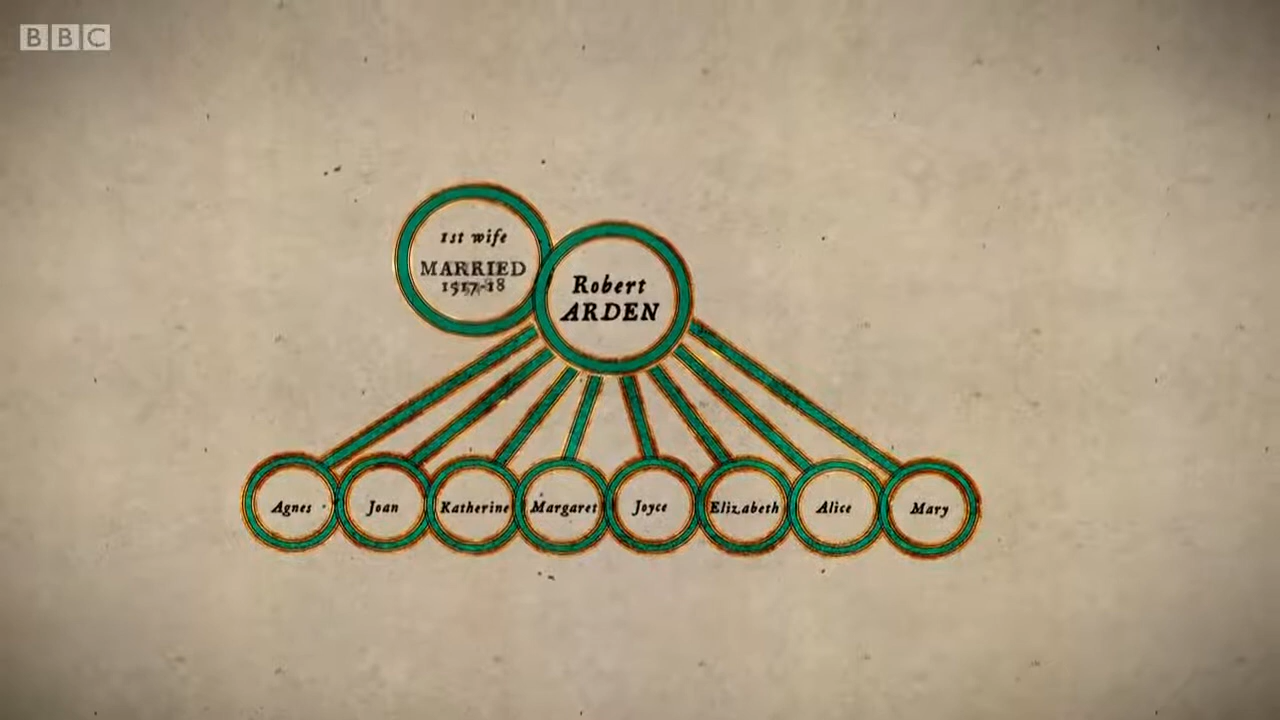 BBC
1st wife
MARRIED
1517-18
Robert
ARDEN
Agnes
Joan
Katherine
Margaret
Joyce
Elizabeth
Alice
Mary